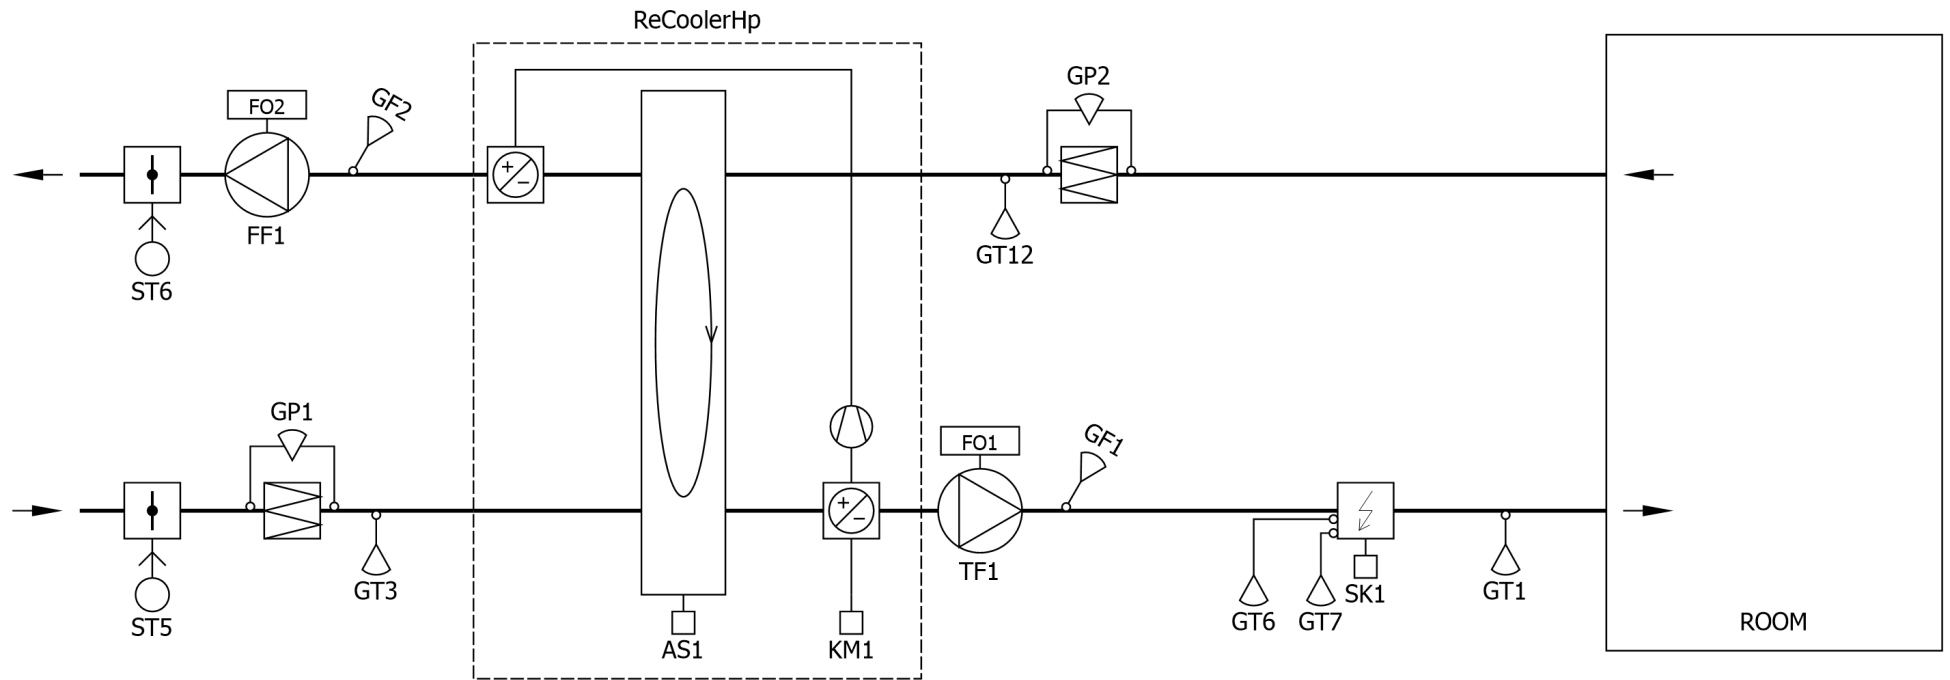 ReCoolerHp
GP2
FO2
GF2
FF1
GT12
ST6
GP1
FO1
GF1
TF1
GT3
ST5
AS1
KM1
GT6
GT7
SK1
GT1
ROOM